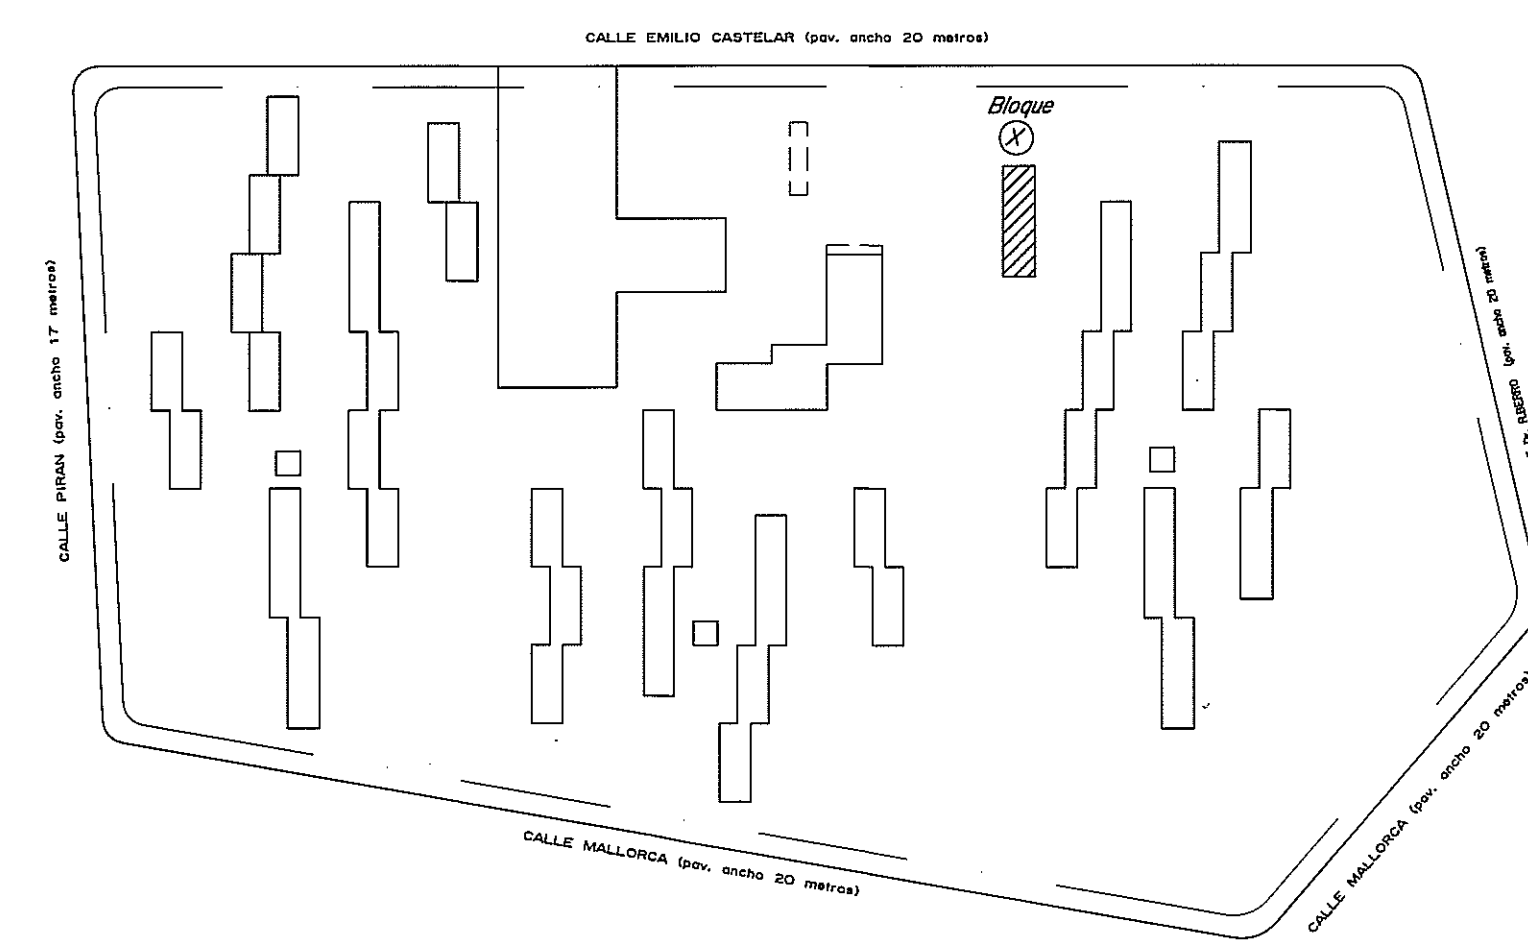 CALLE EMILIO CASTELAR (pav. ancho 20 metros)
Bloque
X
CALLE PIRAN (pav. ancho 17 metros)
(pav. ancho 20 metros)
CALLE MALLORCA (pav. ancho 20 metros)
CALLE MALLORCA (pav. ancho 20 metros)